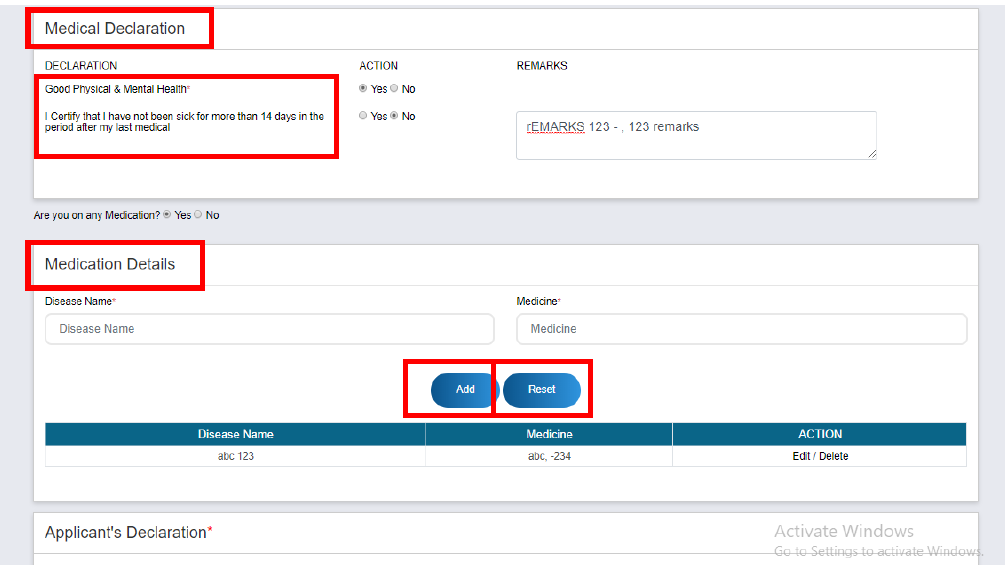 Medical Declaration
DECLARATION ACTION REMARKS
Good Physical & Mental Health* Yes No
I Certify that I have not been sick for more than 14 days in the Yes No
period after my last medical
rEMARKS 123 - , 123 remarks
Are you on any Medication? Yes No
Medication Details
Disease Name* Medicine*
Disease Name Medicine
Add Reset
Disease Name Medicine ACTION
abc 123 abc, -234 Edit / Delete
Applicant's Declaration*
Activate Windows
Go to Settings to activate Windows.